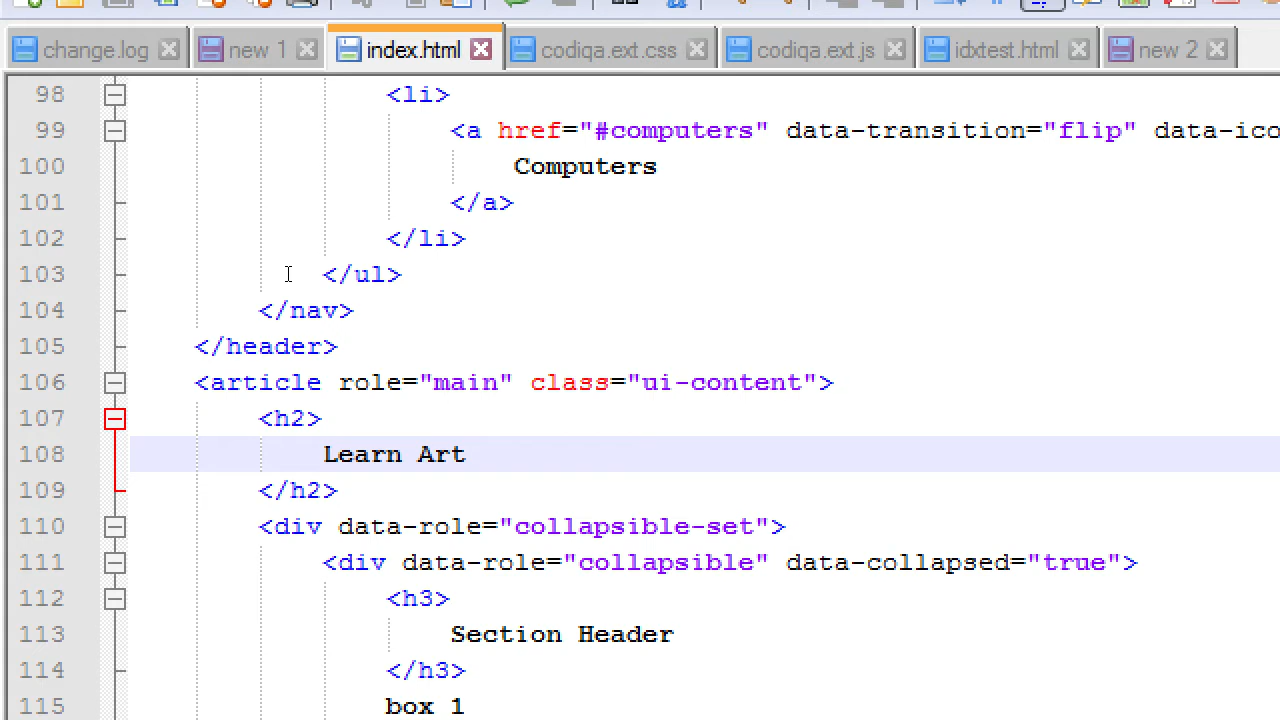 change.log new 1 index.html codiqa.ext.css codiqa.ext.js idxtest.html new 2
98 <li>
99 <a href="#computers" data-transition="flip" data-ico
100 Computers
101 </a>
102 </li>
103 </ul>
104 </nav>
105 </header>
106 <article role="main" class="ui-content">
107 <h2>
108 Learn Art
109 </h2>
110 <div data-role="collapsible-set">
111 <div data-role="collapsible" data-collapsed="true">
112 <h3>
113 Section Header
114 </h3>
115 box 1